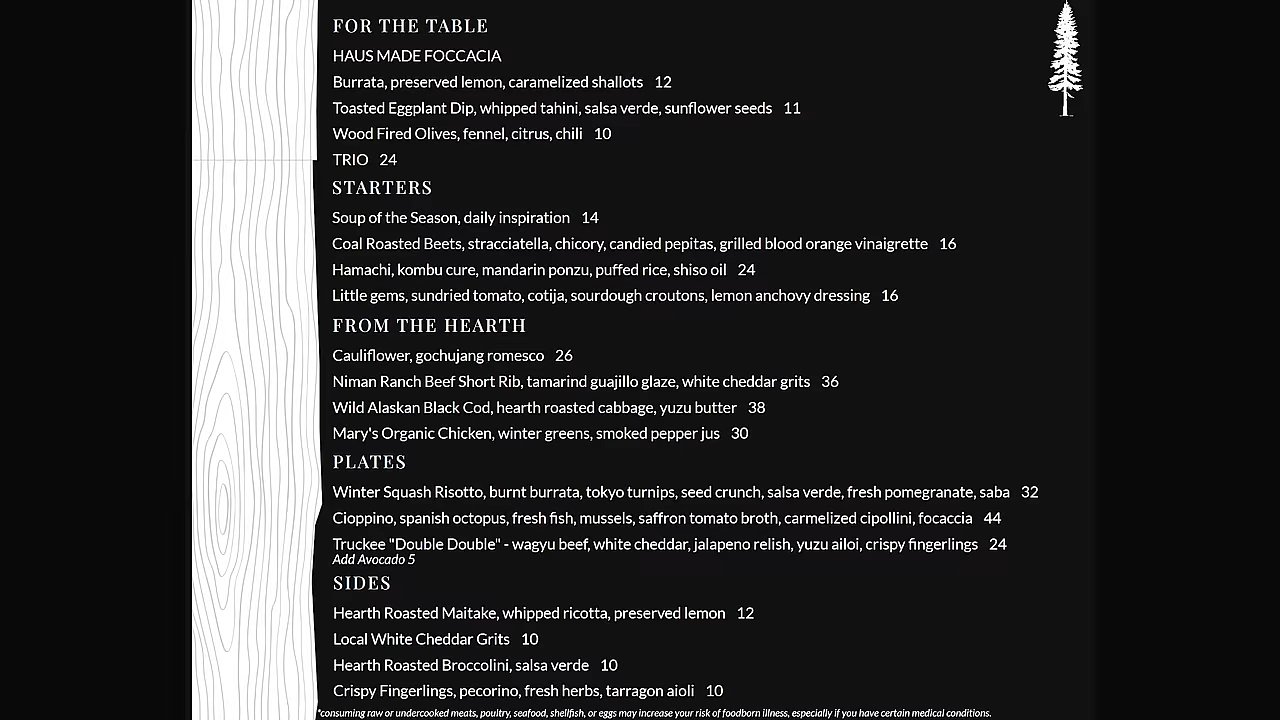 FOR THE TABLE
HAUS MADE FOCCACIA
Burrata, preserved lemon, caramelized shallots 12
Toasted Eggplant Dip, whipped tahini, salsa verde, sunflower seeds 11
Wood Fired Olives, fennel, citrus, chili 10
TRIO 24
STARTERS
Soup of the Season, daily inspiration 14
Coal Roasted Beets, stracciatella, chicory, candied pepitas, grilled blood orange vinaigrette 16
Hamachi, kombu cure, mandarin ponzu, puffed rice, shiso oil 24
Little gems, sundried tomato, cotija, sourdough croutons, lemon anchovy dressing 16
FROM THE HEARTH
Cauliflower, gochujang romesco 26
Niman Ranch Beef Short Rib, tamarind guajillo glaze, white cheddar grits 36
Wild Alaskan Black Cod, hearth roasted cabbage, yuzu butter 38
Mary's Organic Chicken, winter greens, smoked pepper jus 30
PLATES
Winter Squash Risotto, burnt burrata, tokyo turnips, seed crunch, salsa verde, fresh pomegranate, saba 32
Cioppino, spanish octopus, fresh fish, mussels, saffron tomato broth, carmelized cipollini, focaccia 44
Truckee "Double Double" - wagyu beef, white cheddar, jalapeno relish, yuzu ailoi, crispy fingerlings 24
Add Avocado 5
SIDES
Hearth Roasted Maitake, whipped ricotta, preserved lemon 12
Local White Cheddar Grits 10
Hearth Roasted Broccolini, salsa verde 10
Crispy Fingerlings, pecorino, fresh herbs, tarragon aioli 10
*consuming raw or undercooked meats, poultry, seafood, shellfish, or eggs may increase your risk of foodborn illness, especially if you have certain medical conditions.